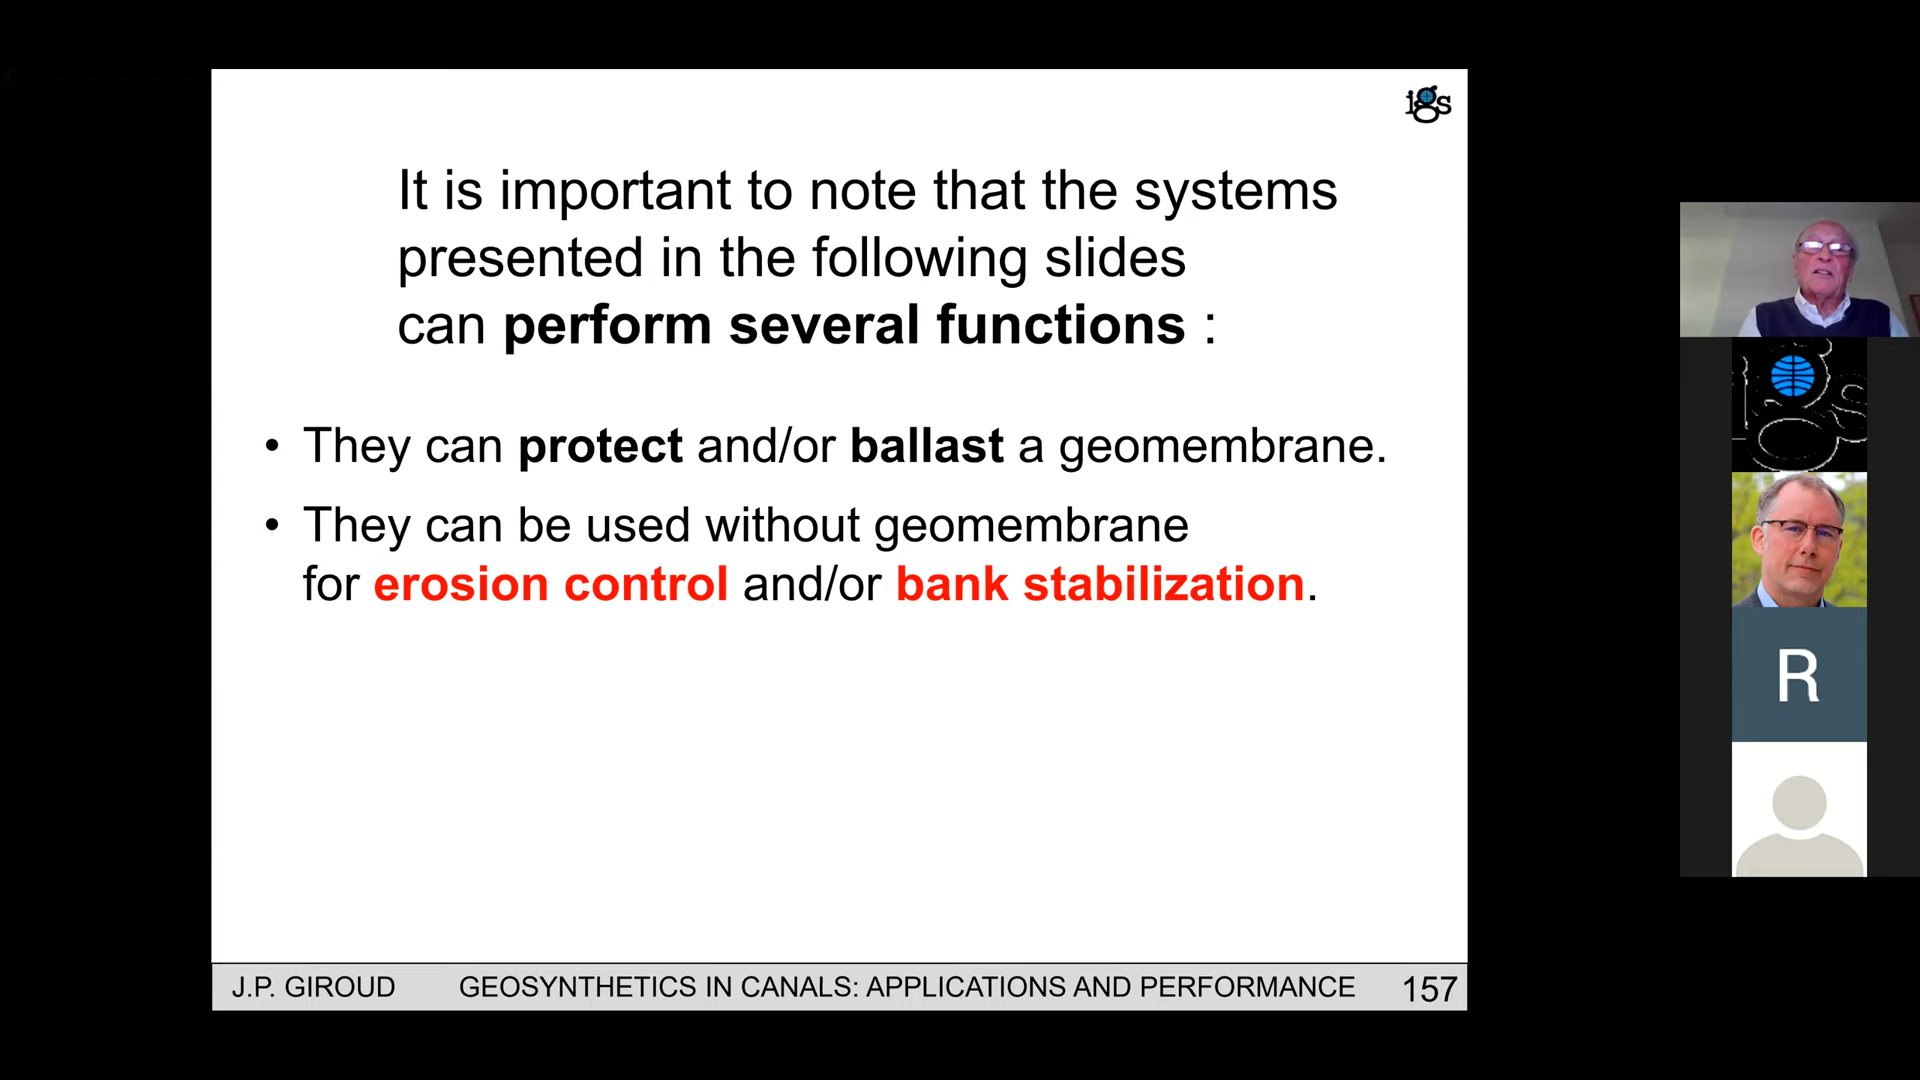 igs
It is important to note that the systems
presented in the following slides
can perform several functions :
• They can protect and/or ballast a geomembrane.
• They can be used without geomembrane
for erosion control and/or bank stabilization.
J.P. GIROUD GEOSYNTHETICS IN CANALS: APPLICATIONS AND PERFORMANCE 157
igs
R